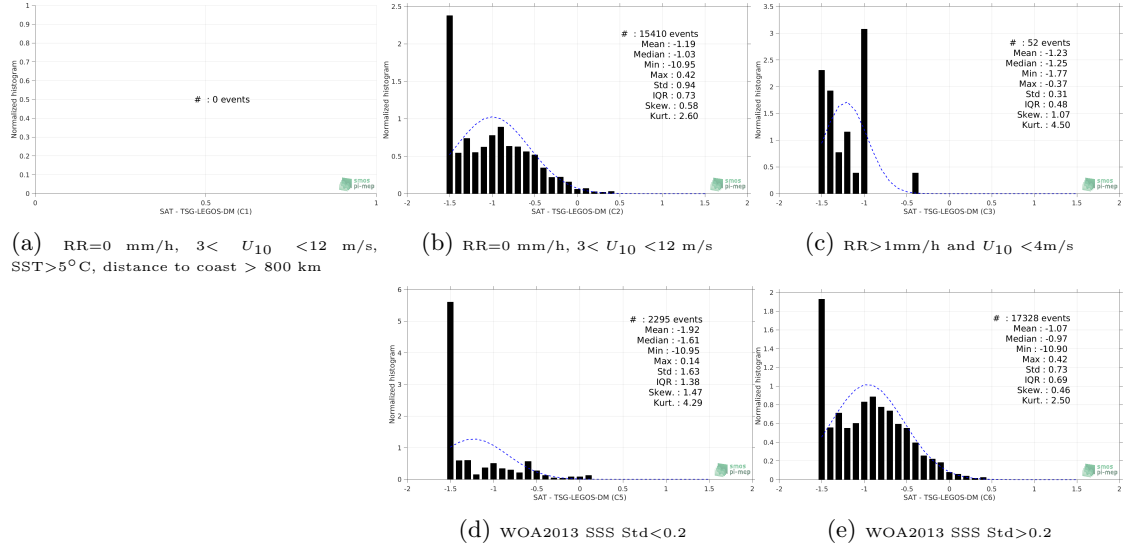 1
0.9
0.8
0.7
0.6
0.5
0.4
0.3
0.2
0.1
0
0
0.5
1
Normalized histogram
# : 0 events
SAT - TSG-LEGOS-DM (C1)
smos
pi-mep
(a) RR=0 mm/h, 3< U10 <12 m/s,
SST>5°C, distance to coast > 800 km
2.5
2
1.5
1
0.5
0
-2
-1.5
-1
-0.5
0
0.5
1
1.5
2
Normalized histogram
# : 15410 events
Mean : -1.19
Median : -1.03
Min : -10.95
Max : 0.42
Std : 0.94
IQR : 0.73
Skew. : 0.58
Kurt. : 2.60
SAT - TSG-LEGOS-DM (C2)
smos
pi-mep
(b) RR=0 mm/h, 3< U10 <12 m/s
3.5
3
2.5
2
1.5
1
0.5
0
-2
-1.5
-1
-0.5
0
0.5
1
1.5
2
Normalized histogram
# : 52 events
Mean : -1.23
Median : -1.25
Min : -1.77
Max : -0.37
Std : 0.31
IQR : 0.48
Skew. : 1.07
Kurt. : 4.50
SAT - TSG-LEGOS-DM (C3)
smos
pi-mep
(c) RR>1mm/h and U10 <4m/s
6
5
4
3
2
1
0
-2
-1.5
-1
-0.5
0
0.5
1
1.5
2
Normalized histogram
# : 2295 events
Mean : -1.92
Median : -1.61
Min : -10.95
Max : 0.14
Std : 1.63
IQR : 1.38
Skew. : 1.47
Kurt. : 4.29
SAT - TSG-LEGOS-DM (C5)
smos
pi-mep
(d) WOA2013 SSS Std<0.2
2
1.8
1.6
1.4
1.2
1
0.8
0.6
0.4
0.2
0
-2
-1.5
-1
-0.5
0
0.5
1
1.5
2
Normalized histogram
# : 17328 events
Mean : -1.07
Median : -0.97
Min : -10.90
Max : 0.42
Std : 0.73
IQR : 0.69
Skew. : 0.46
Kurt. : 2.50
SAT - TSG-LEGOS-DM (C6)
smos
pi-mep
(e) WOA2013 SSS Std>0.2